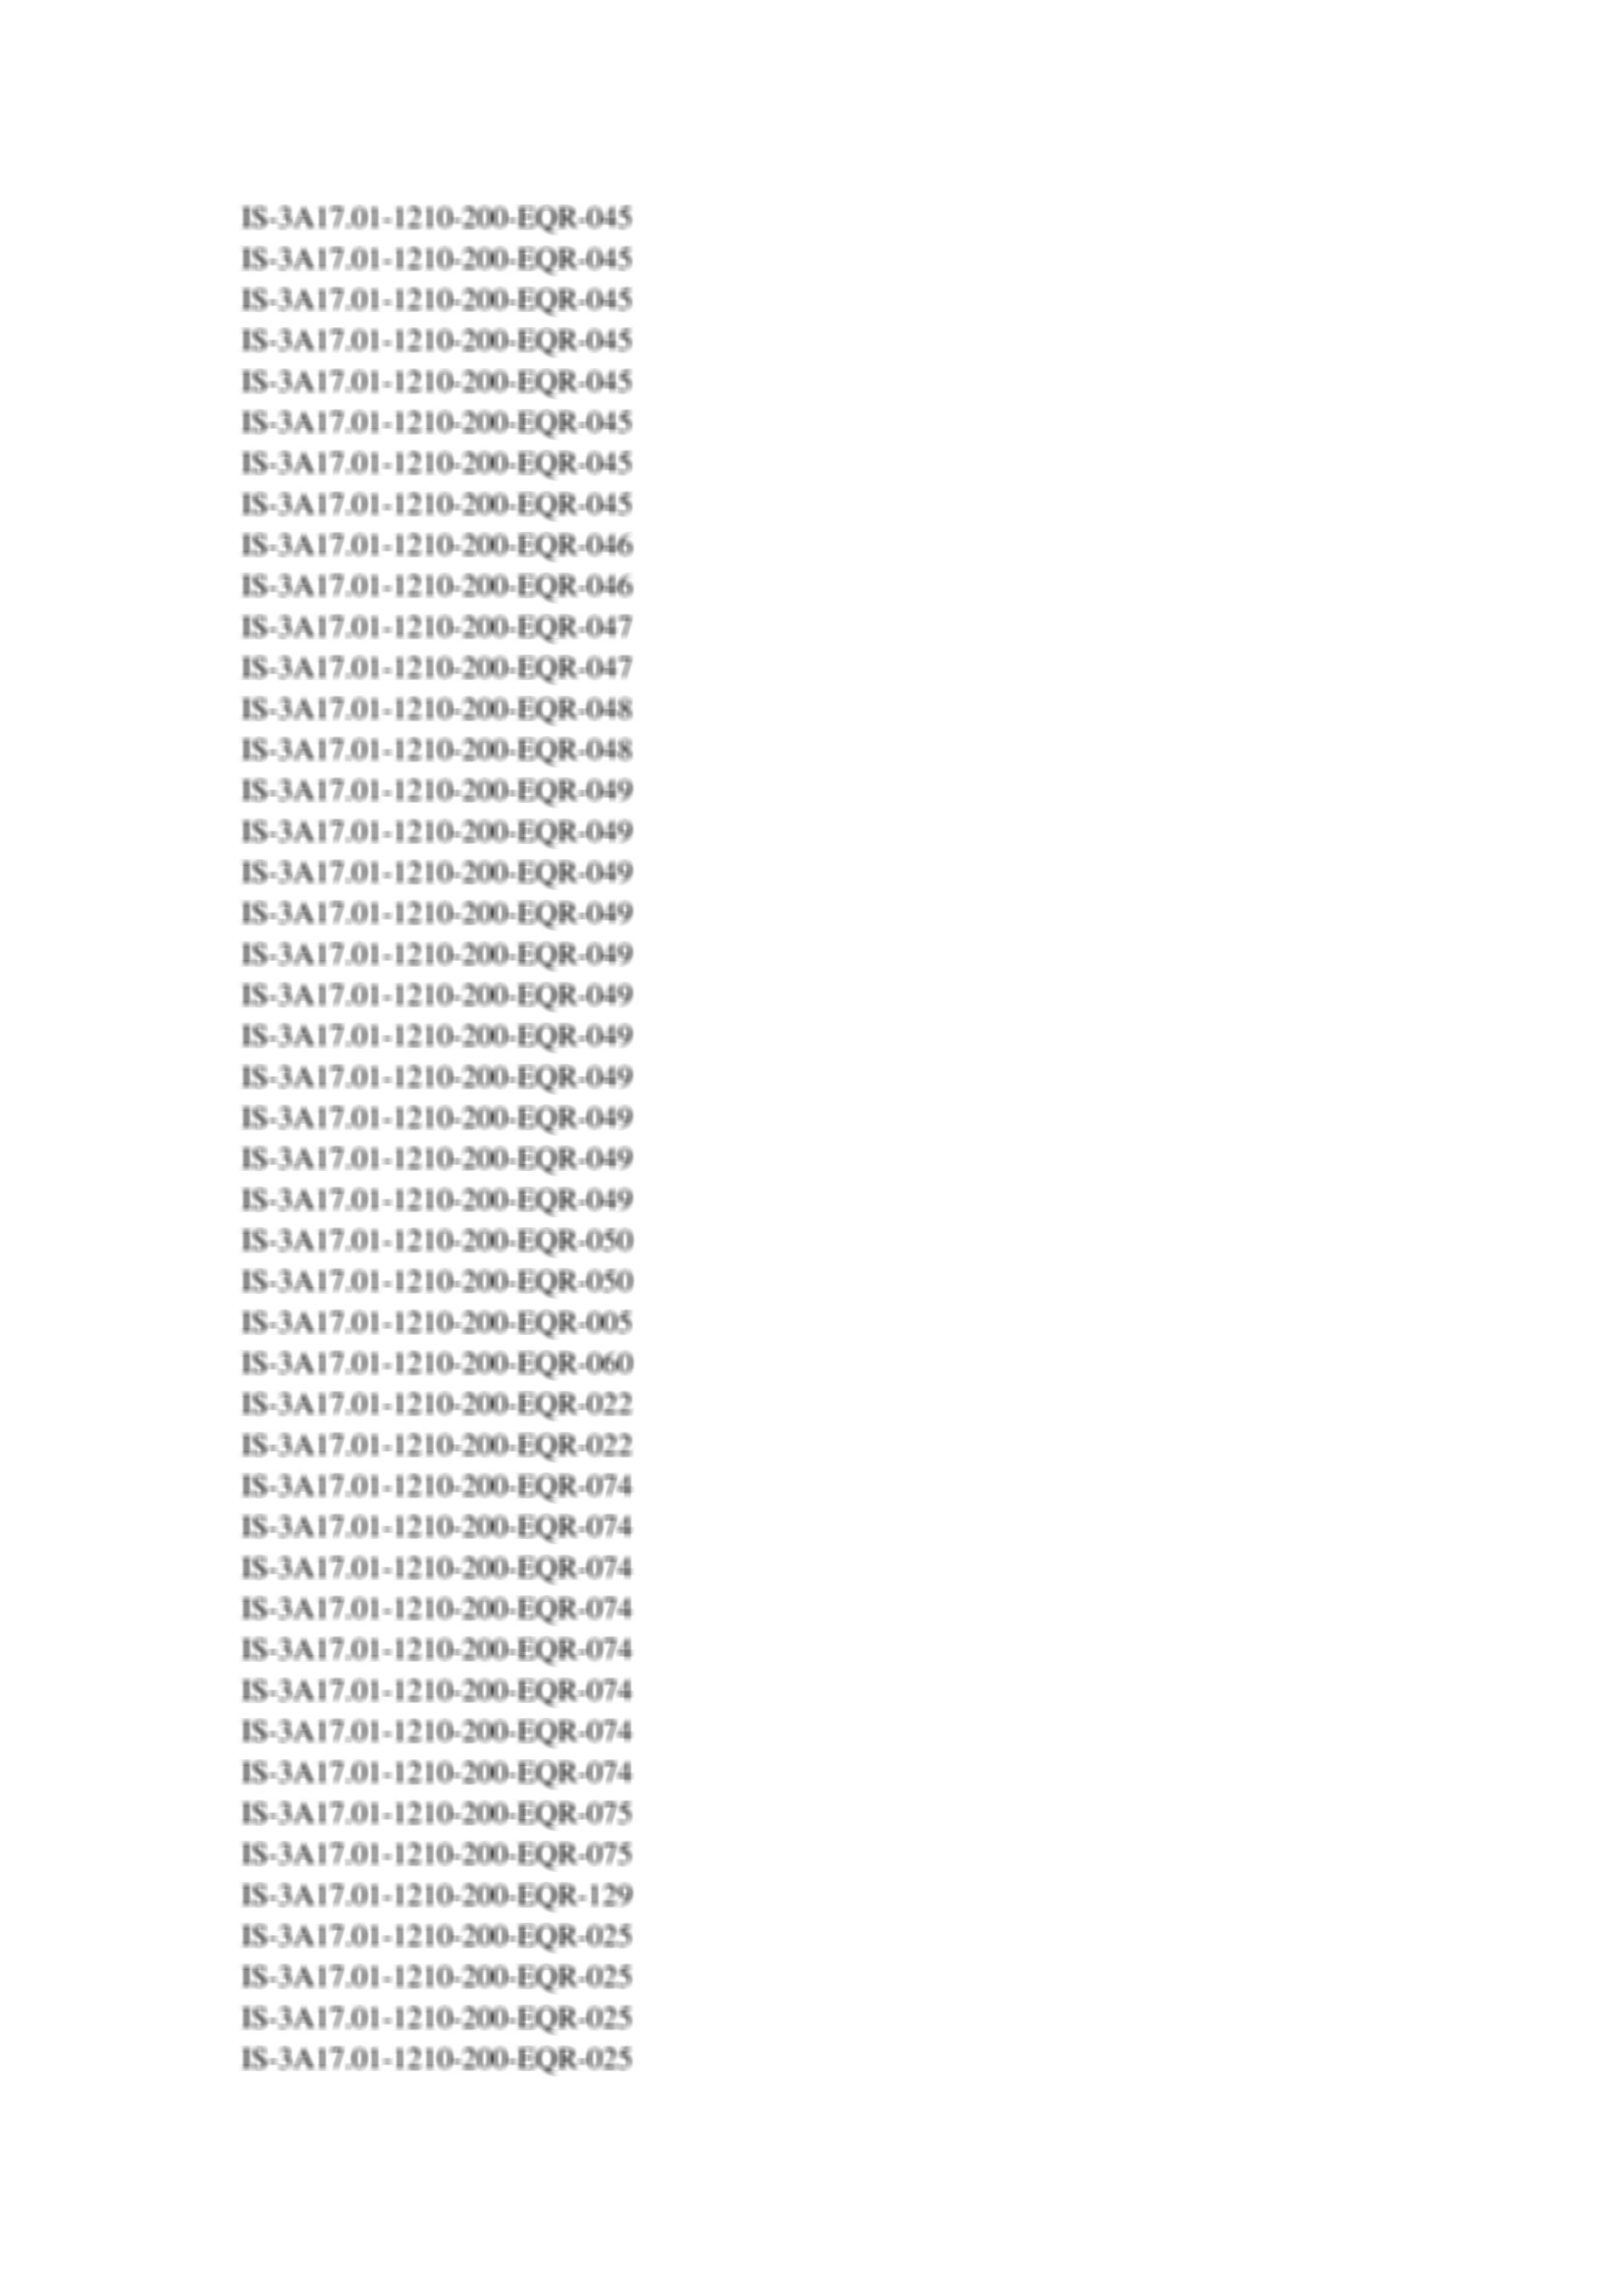 IS-3A17.01-1210-200-EQR-045
IS-3A17.01-1210-200-EQR-045
IS-3A17.01-1210-200-EQR-045
IS-3A17.01-1210-200-EQR-045
IS-3A17.01-1210-200-EQR-045
IS-3A17.01-1210-200-EQR-045
IS-3A17.01-1210-200-EQR-045
IS-3A17.01-1210-200-EQR-045
IS-3A17.01-1210-200-EQR-046
IS-3A17.01-1210-200-EQR-046
IS-3A17.01-1210-200-EQR-047
IS-3A17.01-1210-200-EQR-047
IS-3A17.01-1210-200-EQR-048
IS-3A17.01-1210-200-EQR-048
IS-3A17.01-1210-200-EQR-049
IS-3A17.01-1210-200-EQR-049
IS-3A17.01-1210-200-EQR-049
IS-3A17.01-1210-200-EQR-049
IS-3A17.01-1210-200-EQR-049
IS-3A17.01-1210-200-EQR-049
IS-3A17.01-1210-200-EQR-049
IS-3A17.01-1210-200-EQR-049
IS-3A17.01-1210-200-EQR-049
IS-3A17.01-1210-200-EQR-049
IS-3A17.01-1210-200-EQR-049
IS-3A17.01-1210-200-EQR-050
IS-3A17.01-1210-200-EQR-050
IS-3A17.01-1210-200-EQR-005
IS-3A17.01-1210-200-EQR-060
IS-3A17.01-1210-200-EQR-022
IS-3A17.01-1210-200-EQR-022
IS-3A17.01-1210-200-EQR-074
IS-3A17.01-1210-200-EQR-074
IS-3A17.01-1210-200-EQR-074
IS-3A17.01-1210-200-EQR-074
IS-3A17.01-1210-200-EQR-074
IS-3A17.01-1210-200-EQR-074
IS-3A17.01-1210-200-EQR-074
IS-3A17.01-1210-200-EQR-074
IS-3A17.01-1210-200-EQR-075
IS-3A17.01-1210-200-EQR-075
IS-3A17.01-1210-200-EQR-129
IS-3A17.01-1210-200-EQR-025
IS-3A17.01-1210-200-EQR-025
IS-3A17.01-1210-200-EQR-025
IS-3A17.01-1210-200-EQR-025